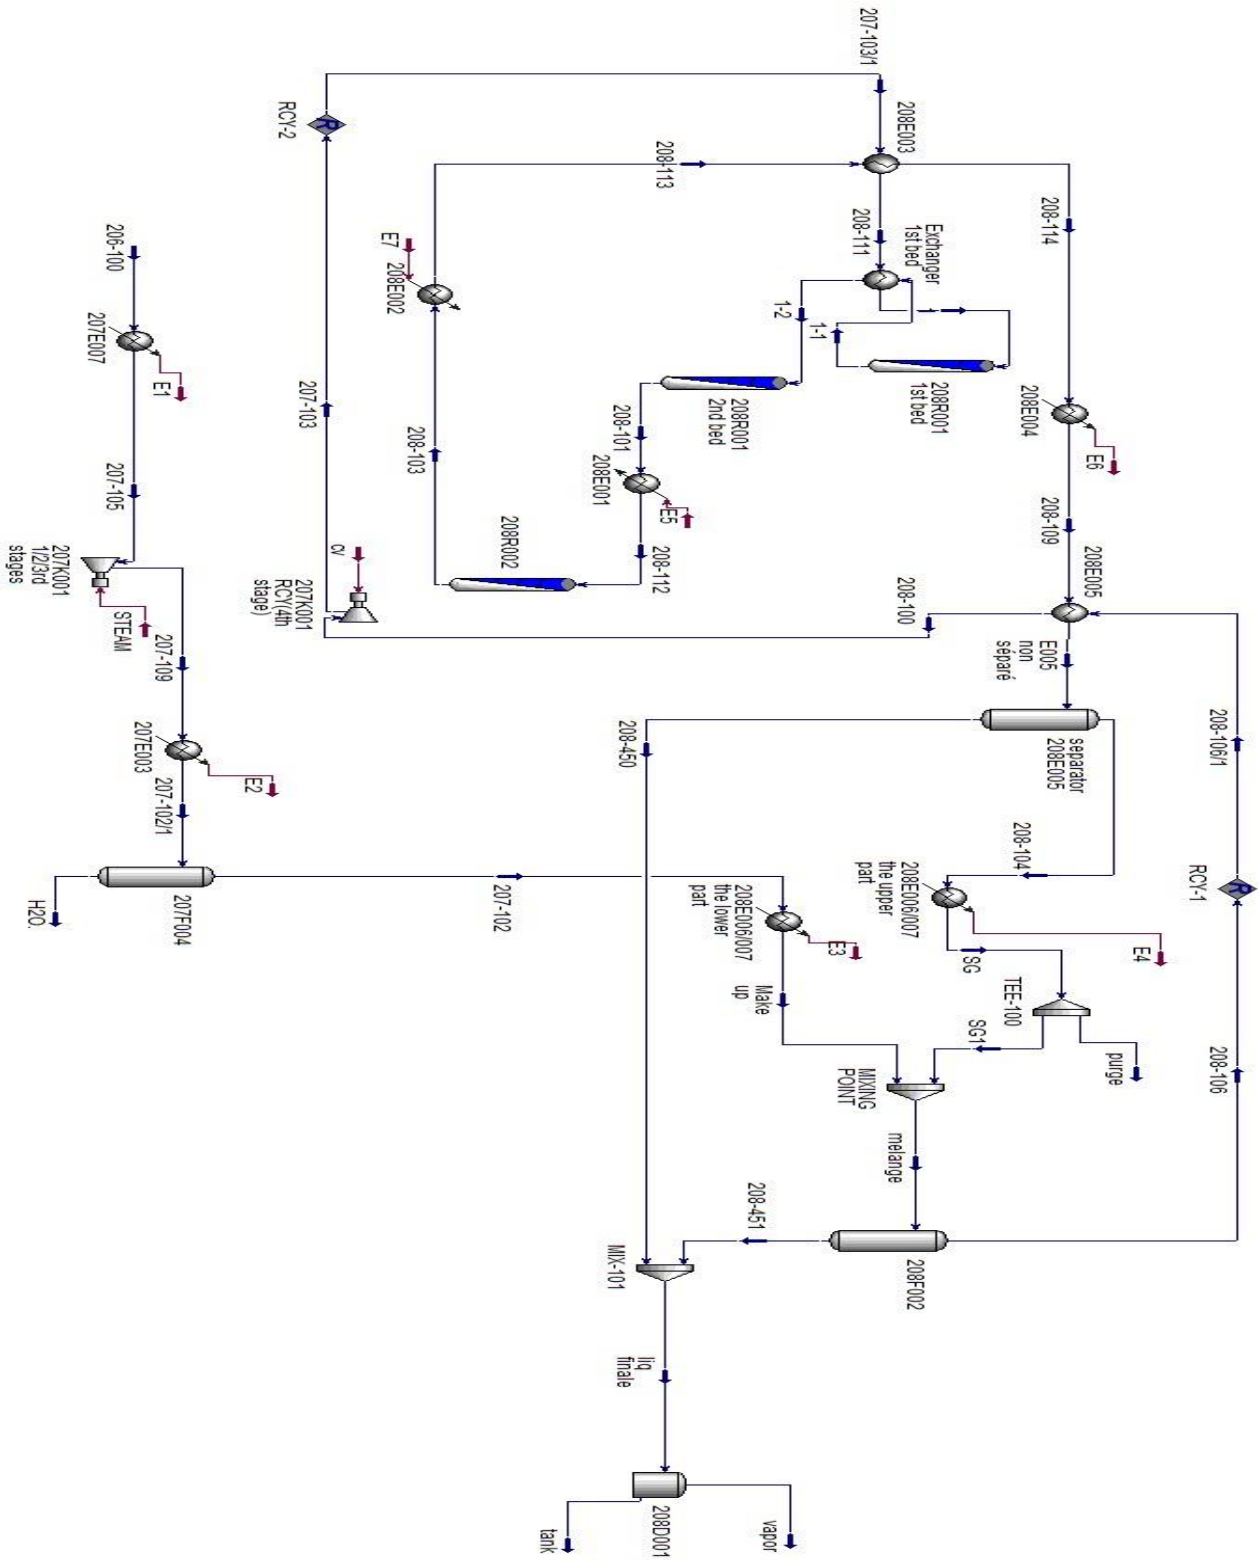 207-103/1
208E003
RCY-2
208-113
208-114
206-100
E7
208E002
208-111
Exchanger
1st bed
207E007
E1
1-2
1-1
208R001
1st bed
208E004
E6
207-103
208-103
208R001
2nd bed
208-101
208E001
E5
208-109
207-105
208R002
208-112
208E005
207K001
1/2/3rd
stages
STEAM
cv
207K001
RCY(4th
stage)
208-100
E005
non
séparé
207-109
207E003
E2
207-102/1
208-450
separator
208E005
208-106/1
208-104
RCY-1
H2O.
207F004
207-102
208E006/007
the lower
part
E3
208E006/007
the upper
part
E4
SG
TEE-100
Make
up
SG1
purge
208-106
MIXING
POINT
melange
208-451
208F002
MIX-101
liq
finale
208D001
vapor
tank
R
R